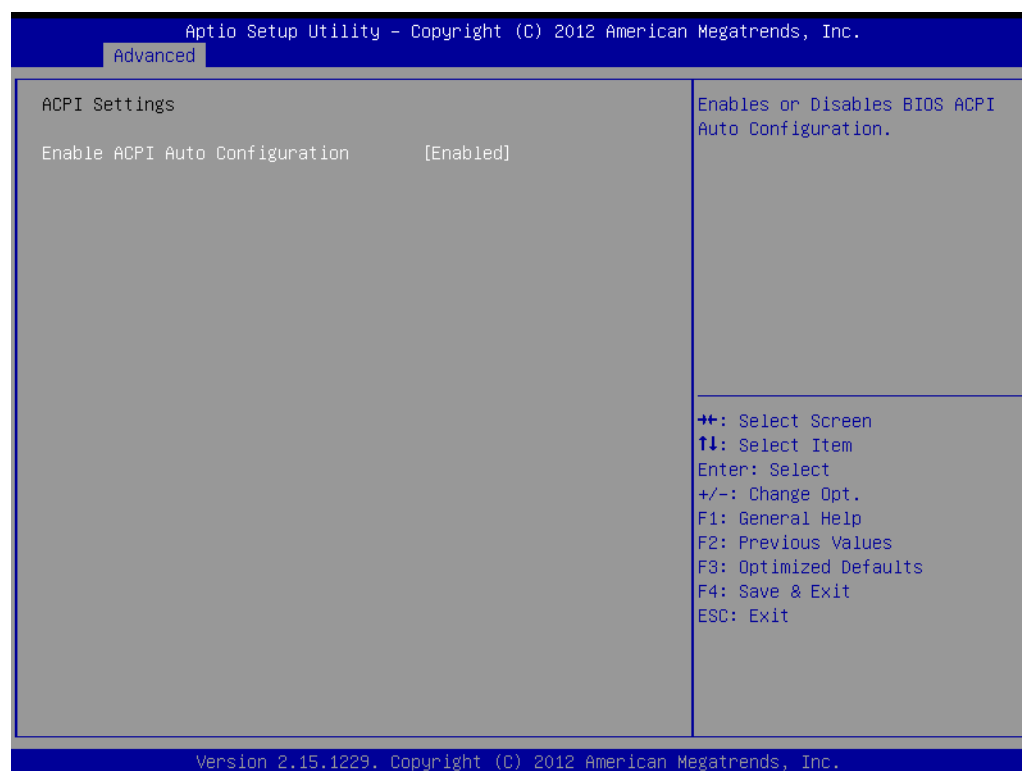 Aptio Setup Utility – Copyright (C) 2012 American Megatrends, Inc.
Advanced
ACPI Settings
Enable ACPI Auto Configuration [Enabled]
Enables or Disables BIOS ACPI
Auto Configuration.
→←: Select Screen
↑↓: Select Item
Enter: Select
+/-: Change Opt.
F1: General Help
F2: Previous Values
F3: Optimized Defaults
F4: Save & Exit
ESC: Exit
Version 2.15.1229. Copyright (C) 2012 American Megatrends, Inc.